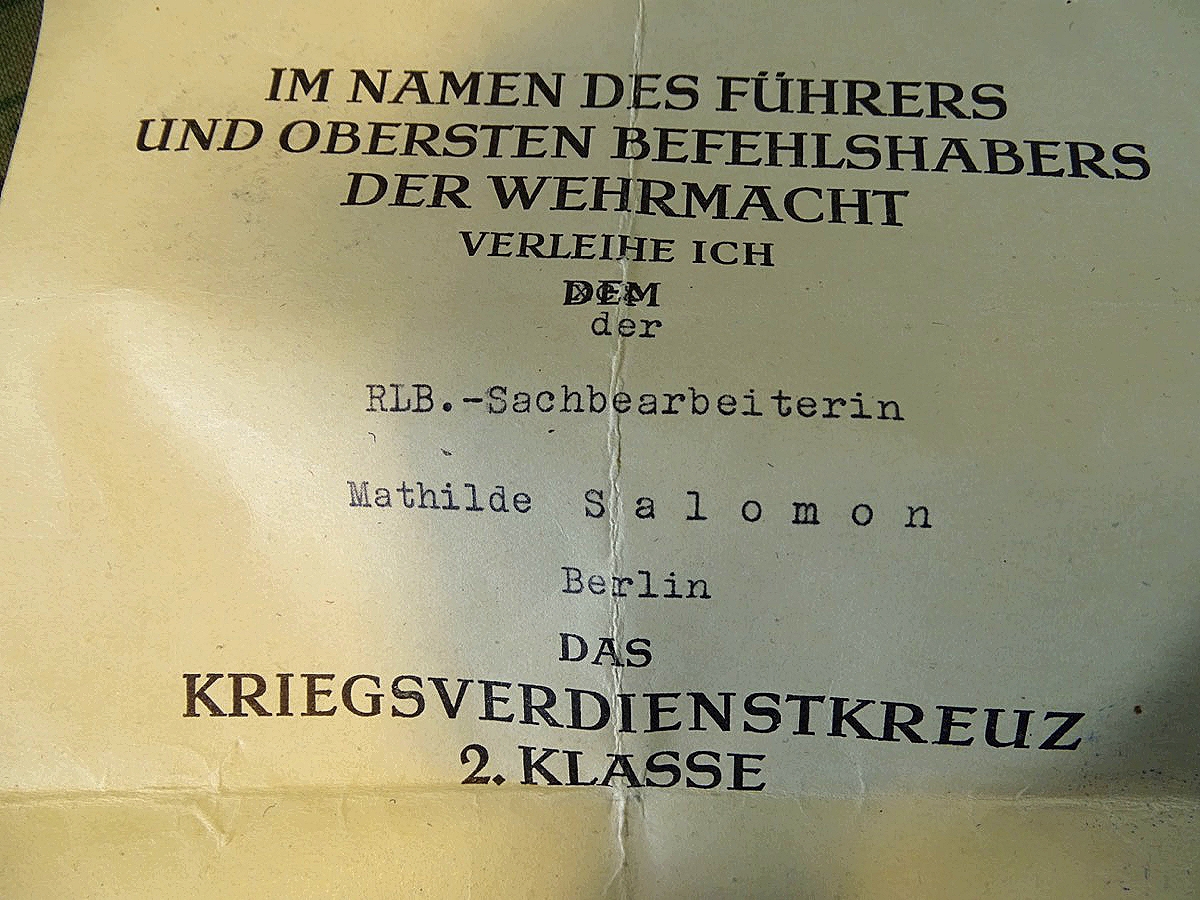 IM NAMEN DES FÜHRERS
UND OBERSTEN BEFEHLSHABERS
DER WEHRMACHT
VERLEIHE ICH
DEM
der
RLB.-Sachbearbeiterin
Mathilde S a l o m o n
Berlin
DAS
KRIEGSVERDIENSTKREUZ
2. KLASSE